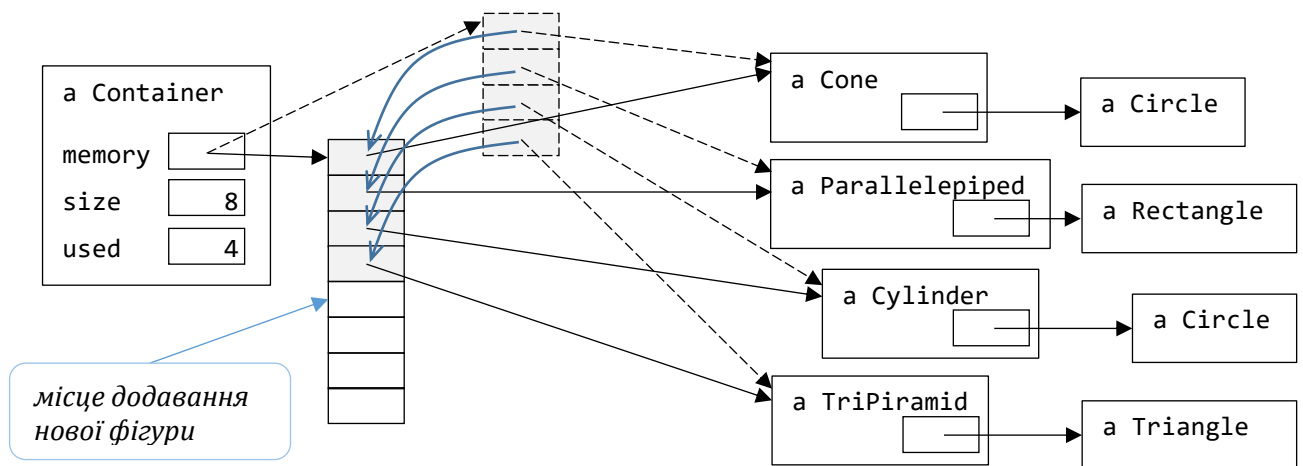 a Container
memory
size 8
used 4
місце додавання
нової фігури
a Cone
a Circle
a Parallelepiped
a Rectangle
a Cylinder
a Circle
a TriPiramid
a Triangle